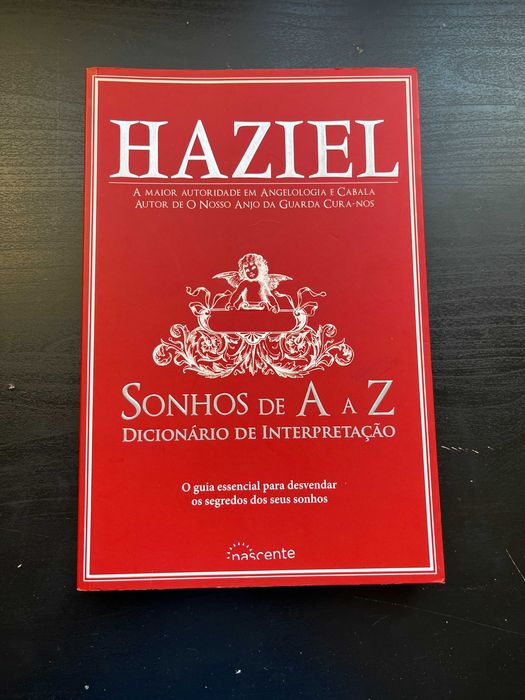 HAZIEL
A MAIOR AUTORIDADE EM ANGELOLOGIA E CABALA
AUTOR DE O NOSSO ANJO DA GUARDA CURA-NOS
SONHOS DE A A Z
DICIONÁRIO DE INTERPRETAÇÃO
O guia essencial para desvendar
os segredos dos seus sonhos
nascente